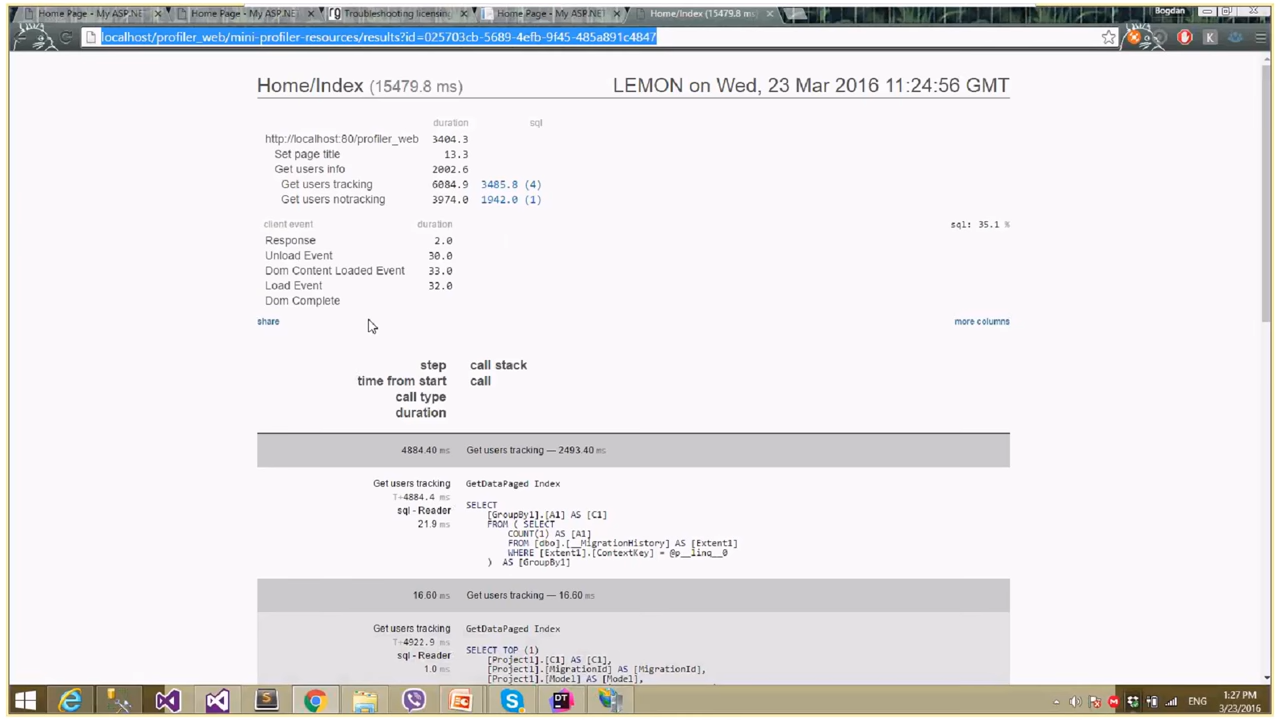 Home Page - My ASP.NE Home Page - My ASP.NE Troubleshooting licensin Home Page - My ASP.NE Home/Index (15479.8 ms) Bogdan
localhost/profiler_web/mini-profiler-resources/results?id=025703cb-5689-4efb-9f45-485a891c4847
Home/Index (15479.8 ms) LEMON on Wed, 23 Mar 2016 11:24:56 GMT
duration sql
http://localhost:80/profiler_web 3404.3
Set page title 13.3
Get users info 2002.6
Get users tracking 6084.9 3485.8 (4)
Get users notracking 3974.0 1942.0 (1)
client event duration sql: 35.1 %
Response 2.0
Unload Event 30.0
Dom Content Loaded Event 33.0
Load Event 32.0
Dom Complete
share more columns
step call stack
time from start call
call type
duration
4884.40 ms Get users tracking — 2493.40 ms
Get users tracking GetDataPaged Index
T+4884.4 ms
sql - Reader SELECT
21.9 ms [GroupBy1].[A1] AS [C1]
FROM ( SELECT
COUNT(1) AS [A1]
FROM [dbo].[__MigrationHistory] AS [Extent1]
WHERE [Extent1].[ContextKey] = @p__linq__0
) AS [GroupBy1]
16.60 ms Get users tracking — 16.60 ms
Get users tracking GetDataPaged Index
T+4922.9 ms
sql - Reader SELECT TOP (1)
1.0 ms [Project1].[C1] AS [C1],
[Project1].[MigrationId] AS [MigrationId],
[Project1].[Model] AS [Model],
ENG 1:27 PM
3/23/2016